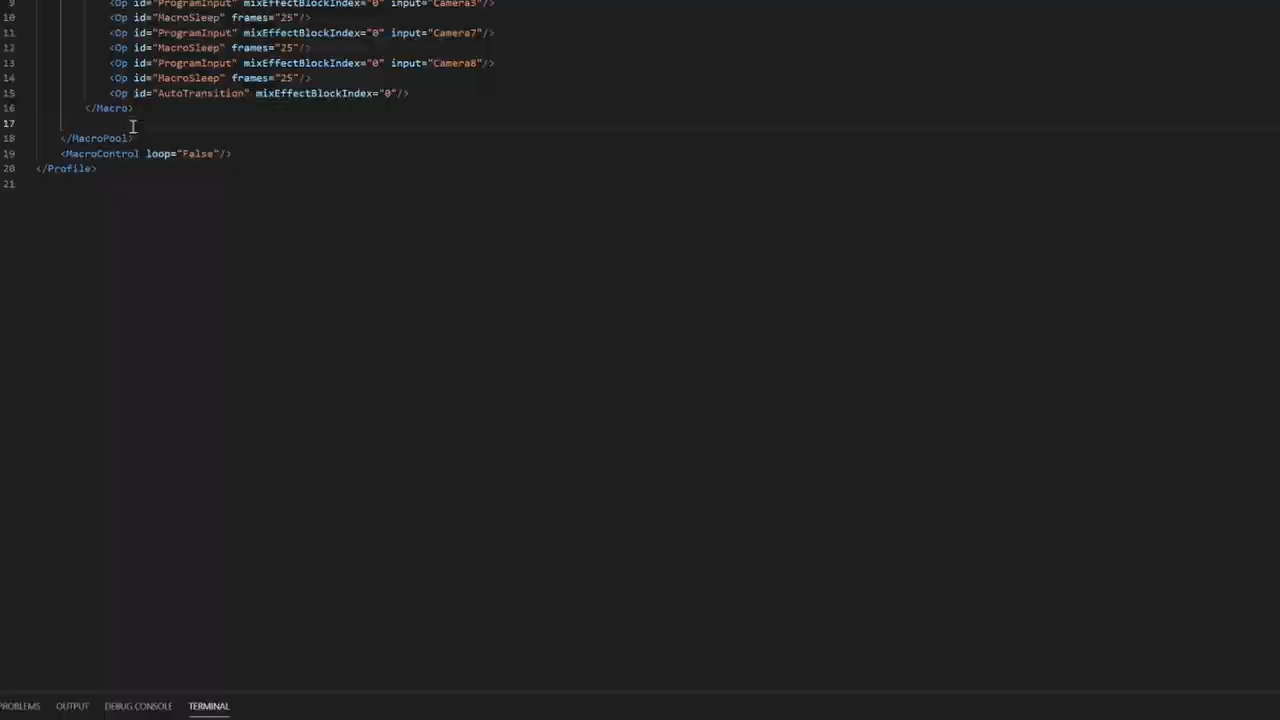 9 <Op id="ProgramInput" mixEffectBlockIndex="0" input="Camera3"/>
10 <Op id="MacroSleep" frames="25"/>
11 <Op id="ProgramInput" mixEffectBlockIndex="0" input="Camera7"/>
12 <Op id="MacroSleep" frames="25"/>
13 <Op id="ProgramInput" mixEffectBlockIndex="0" input="Camera8"/>
14 <Op id="MacroSleep" frames="25"/>
15 <Op id="AutoTransition" mixEffectBlockIndex="0"/>
16 </Macro>
17
18 </MacroPool>
19 <MacroControl loop="False"/>
20 </Profile>
21
PROBLEMS OUTPUT DEBUG CONSOLE TERMINAL